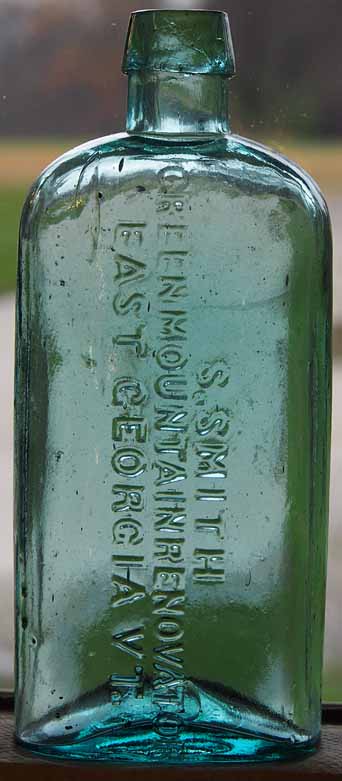 S. SMITH
GREEN MOUNTAIN RENOVATOR
EAST GEORGIA VT.